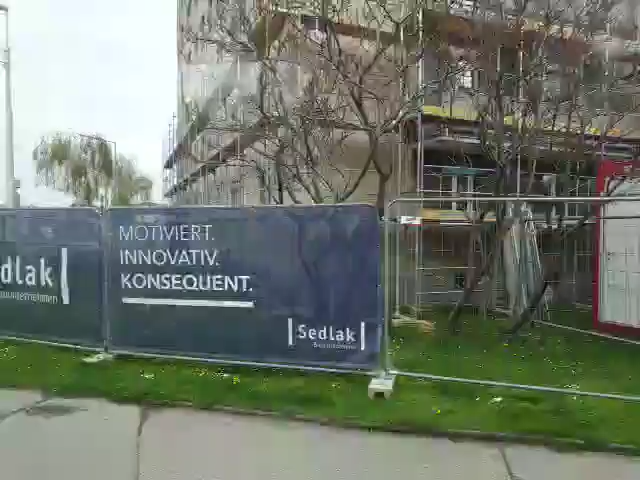 MOTIVIERT.
INNOVATIV.
KONSEQUENT.
dlak
Sedlak